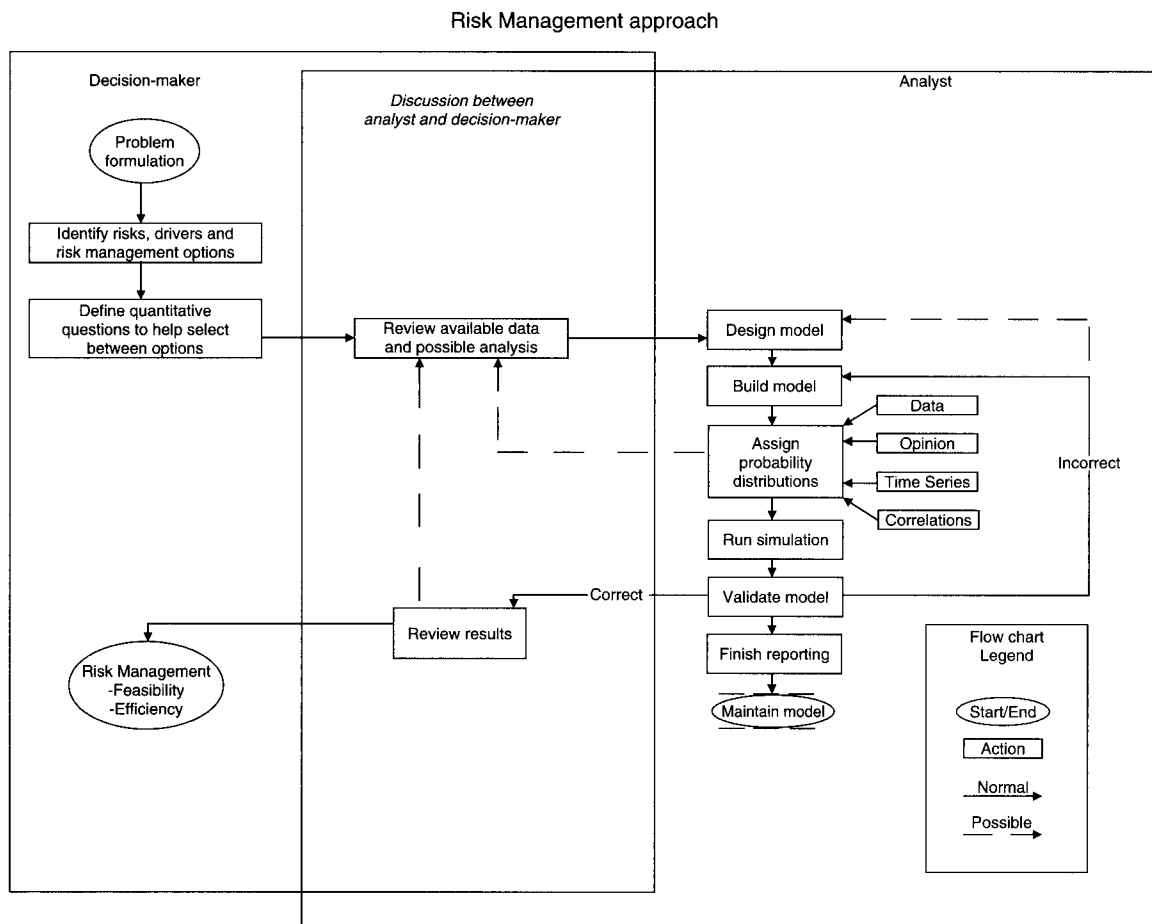 Risk Management approach
Decision-maker
Discussion between
analyst and decision-maker
Analyst
Problem
formulation
Identify risks, drivers and
risk management options
Define quantitative
questions to help select
between options
Review available data
and possible analysis
Design model
Build model
Assign
probability
distributions
Data
Opinion
Time Series
Correlations
Incorrect
Run simulation
Validate model
Correct
Review results
Finish reporting
Maintain model
Risk Management
-Feasibility
-Efficiency
Flow chart
Legend
Start/End
Action
Normal
Possible